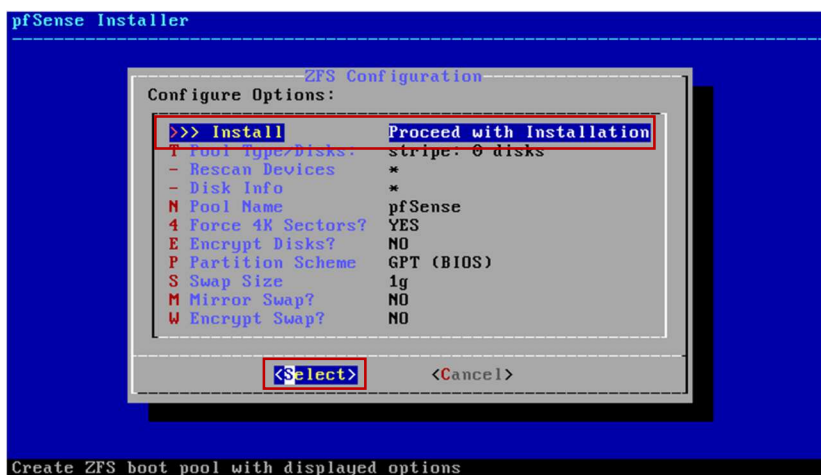 pfSense Installer
ZFS Configuration
Configure Options:
>>> Install Proceed with Installation
T Pool Type/Disks: stripe: 0 disks
- Rescan Devices *
- Disk Info *
N Pool Name pfSense
4 Force 4K Sectors? YES
E Encrypt Disks? NO
P Partition Scheme GPT (BIOS)
S Swap Size 1g
M Mirror Swap? NO
W Encrypt Swap? NO
<Select> <Cancel>
Create ZFS boot pool with displayed options